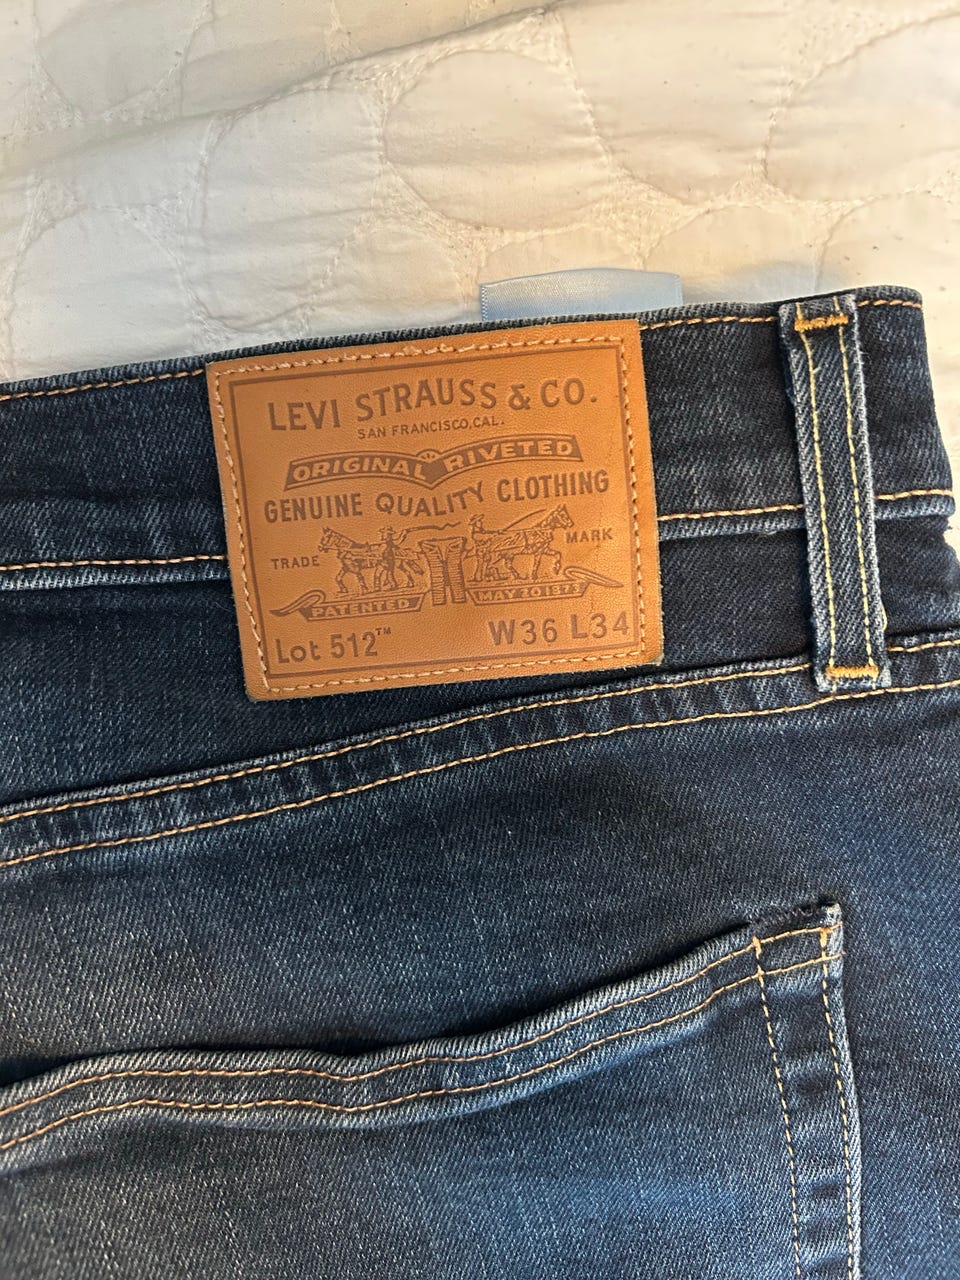 LEVI STRAUSS & CO.
SAN FRANCISCO, CAL.
ORIGINAL RIVETED
GENUINE QUALITY CLOTHING
TRADE MARK
PATENTED MAY 20 1873
Lot 512™ W36 L34